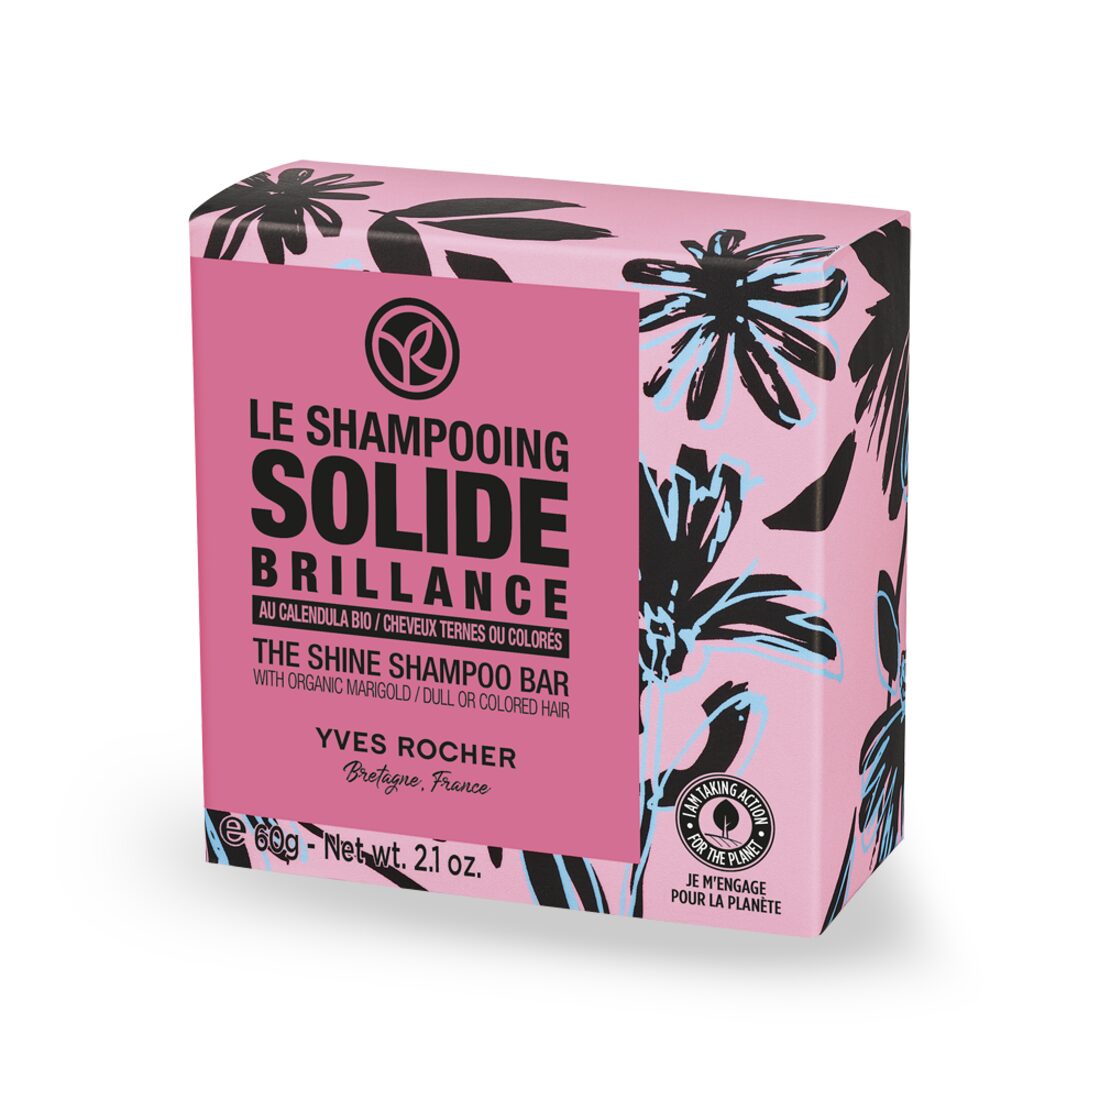 LE SHAMPOOING
SOLIDE
BRILLANCE
AU CALENDULA BIO / CHEVEUX TERNES OU COLORÉS
THE SHINE SHAMPOO BAR
WITH ORGANIC MARIGOLD / DULL OR COLORED HAIR
YVES ROCHER
Bretagne, France
℮ 60g - Net wt. 2.1 oz.
• I AM TAKING ACTION •
FOR THE PLANET
JE M'ENGAGE
POUR LA PLANÈTE